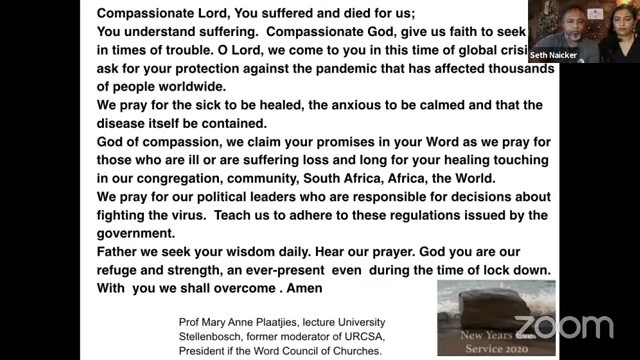 Compassionate Lord, You suffered and died for us;
You understand suffering. Compassionate God, give us faith to seek
in times of trouble. O Lord, we come to you in this time of global crisi
ask for your protection against the pandemic that has affected thousands
of people worldwide.
We pray for the sick to be healed, the anxious to be calmed and that the
disease itself be contained.
God of compassion, we claim your promises in your Word as we pray for
those who are ill or are suffering loss and long for your healing touching
in our congregation, community, South Africa, Africa, the World.
We pray for our political leaders who are responsible for decisions about
fighting the virus. Teach us to adhere to these regulations issued by the
government.
Father we seek your wisdom daily. Hear our prayer. God you are our
refuge and strength, an ever-present even during the time of lock down.
With you we shall overcome . Amen
Prof Mary Anne Plaatjies, lecture University
Stellenbosch, former moderator of URCSA,
President if the Word Council of Churches.
Seth Naicker
New Years Eve
Service 2020
zoom